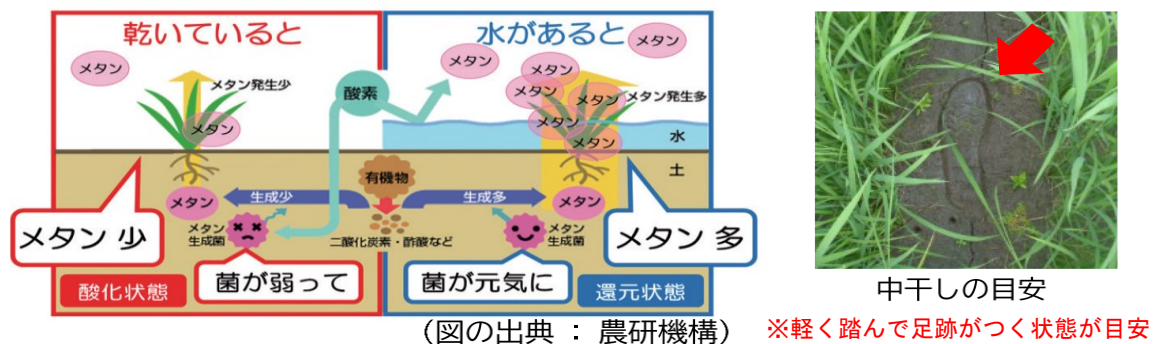 乾いていると
メタン
メタン発生少
メタン
メタン
生成少
メタン
生成菌
メタン 少
酸化状態
菌が弱って
酸素
有機物
二酸化炭素・酢酸など
水があると
メタン
メタン
メタン
メタン
メタン
メタン
メタン
メタン発生多
水
土
生成多
メタン
メタン
生成菌
メタン 多
菌が元気に
還元状態
(図の出典 : 農研機構)
中干しの目安
※軽く踏んで足跡がつく状態が目安